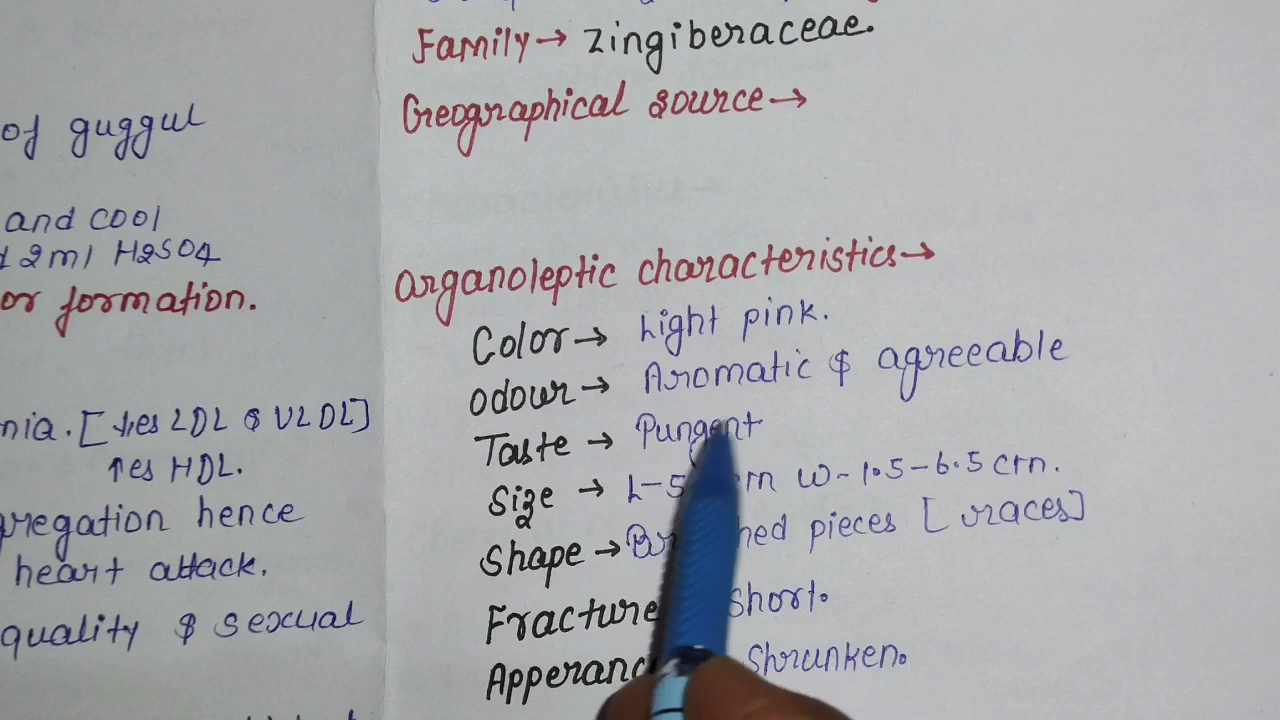 of guggul
and cool
2ml H2SO4
or formation.
nia. [↓es LDL & VLDL]
↑es HDL.
gregation hence
heart attack.
quality & sexual
Family → Zingiberaceae.
Geographical source →
Organoleptic characteristics →
Color → Light pink.
Odour → Aromatic & agreeable
Taste → Pungent
Size → L-5 cm W-1.5-6.5 cm.
Shape → pieces [races]
Fracture Short.
Apperanc Shrunken.